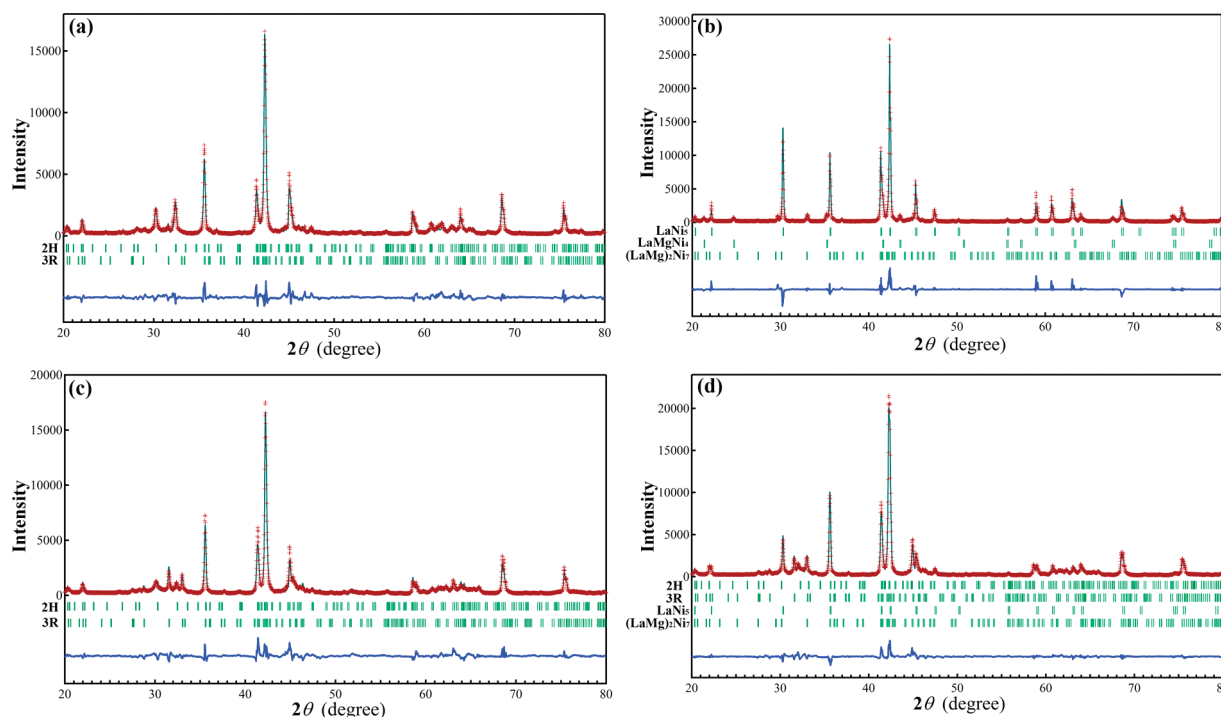 (a)
Intensity
15000
10000
5000
0
2H
3R
20 30 40 50 60 70 80
2θ (degree)
(b)
Intensity
30000
25000
20000
15000
10000
5000
0
LaNi₅
LaMgNi₄
(LaMg)₂Ni₇
20 30 40 50 60 70 80
2θ (degree)
(c)
Intensity
20000
15000
10000
5000
0
2H
3R
20 30 40 50 60 70 80
2θ (degree)
(d)
Intensity
20000
15000
10000
5000
0
2H
3R
LaNi₅
(LaMg)₂Ni₇
20 30 40 50 60 70 80
2θ (degree)